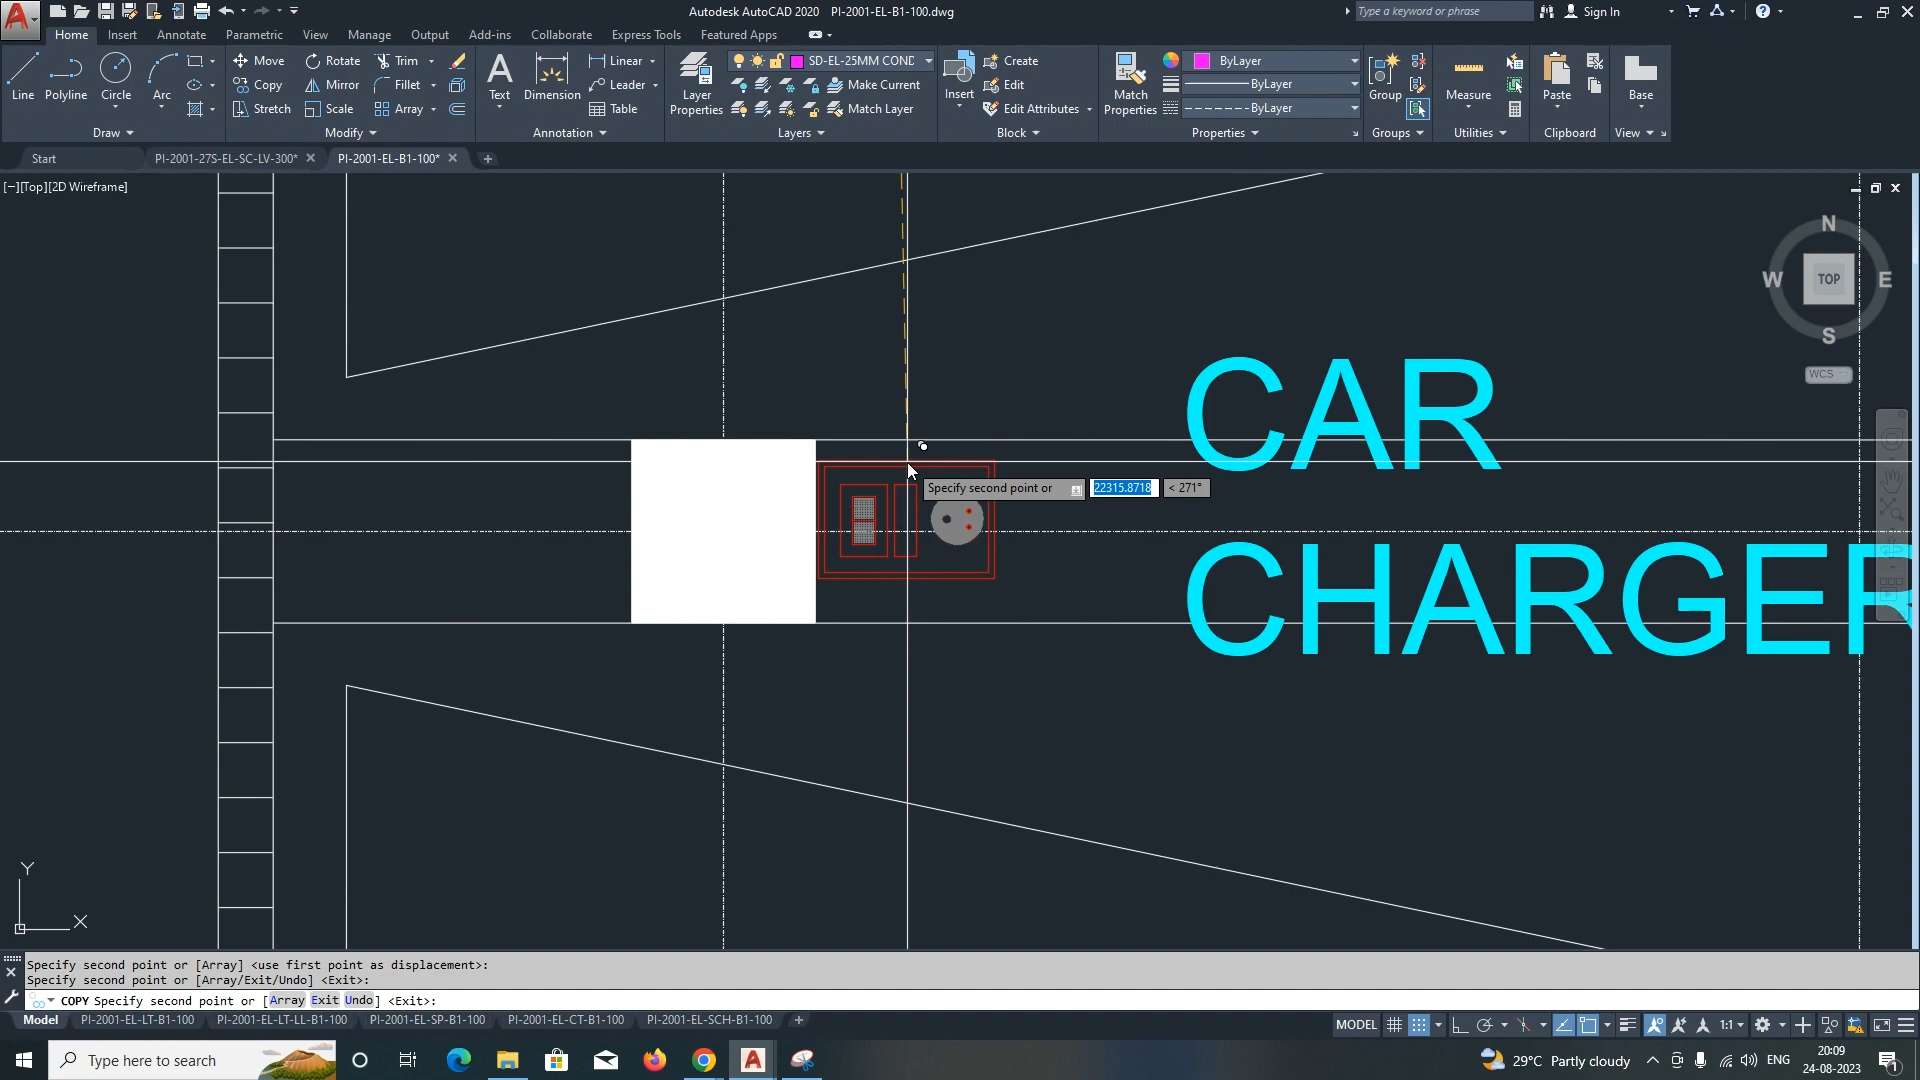 Autodesk AutoCAD 2020 PI-2001-EL-B1-100.dwg
Type a keyword or phrase
Sign In
Home Insert Annotate Parametric View Manage Output Add-ins Collaborate Express Tools Featured Apps
Line Polyline Circle Arc
Move Rotate Trim
Copy Mirror Fillet
Stretch Scale Array
Text Dimension
Linear
Leader
Table
Layer Properties
SD-EL-25MM COND
Make Current
Match Layer
Insert
Create
Edit
Edit Attributes
Match Properties
ByLayer
ByLayer
ByLayer
Group Measure Paste Base
Draw Modify Annotation Layers Block Properties Groups Utilities Clipboard View
Start PI-2001-27S-EL-SC-LV-300* PI-2001-EL-B1-100*
[−][Top][2D Wireframe]
N
W TOP E
S
WCS
CAR
CHARGER
Specify second point or 22315.8718 < 271°
Y
X
Specify second point or [Array] <use first point as displacement>:
Specify second point or [Array/Exit/Undo] <Exit>:
COPY Specify second point or [Array Exit Undo] <Exit>:
Model PI-2001-EL-LT-B1-100 PI-2001-EL-LT-LL-B1-100 PI-2001-EL-SP-B1-100 PI-2001-EL-CT-B1-100 PI-2001-EL-SCH-B1-100
MODEL 1:1
Type here to search
29°C Partly cloudy ENG
20:09
24-08-2023
1